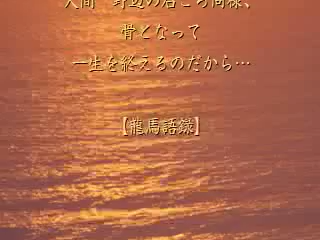 人間 野辺の石ころ同様、
骨となって
一生を終えるのだから…
【龍馬語録】